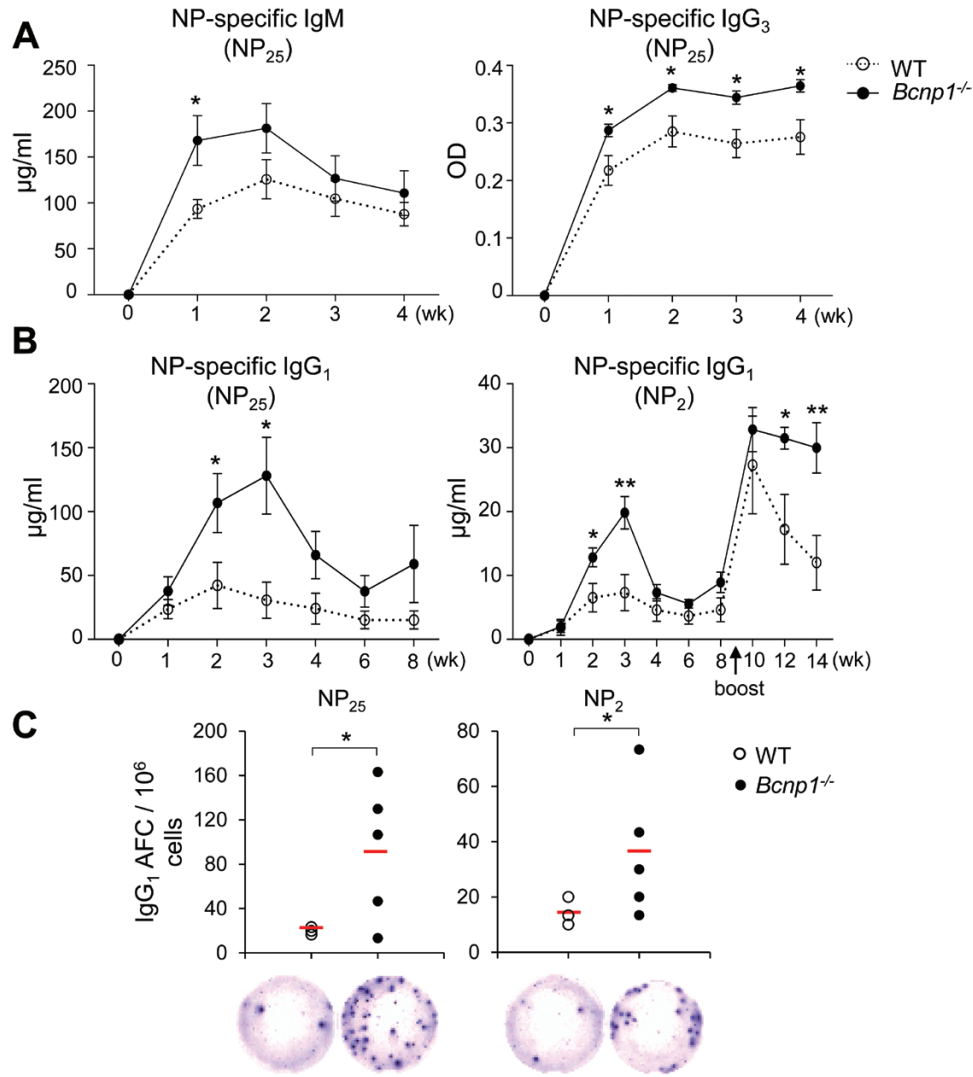 A
NP-specific IgM
(NP25)
250
200
150
100
50
0
µg/ml
0 1 2 3 4 (wk)
NP-specific IgG3
(NP25)
0.4
0.3
0.2
0.1
0
OD
* * * * *
0 1 2 3 4 (wk)
WT
Bcnp1-/-
B
NP-specific IgG1
(NP25)
200
150
100
50
0
µg/ml
* *
0 1 2 3 4 6 8 (wk)
NP-specific IgG1
(NP2)
40
30
20
10
0
µg/ml
* ** * **
0 1 2 3 4 6 8 10 12 14 (wk)
boost
C
NP25
200
160
120
80
40
0
IgG1 AFC / 10^6
cells
*
NP2
80
60
40
20
0
*
WT
Bcnp1-/-